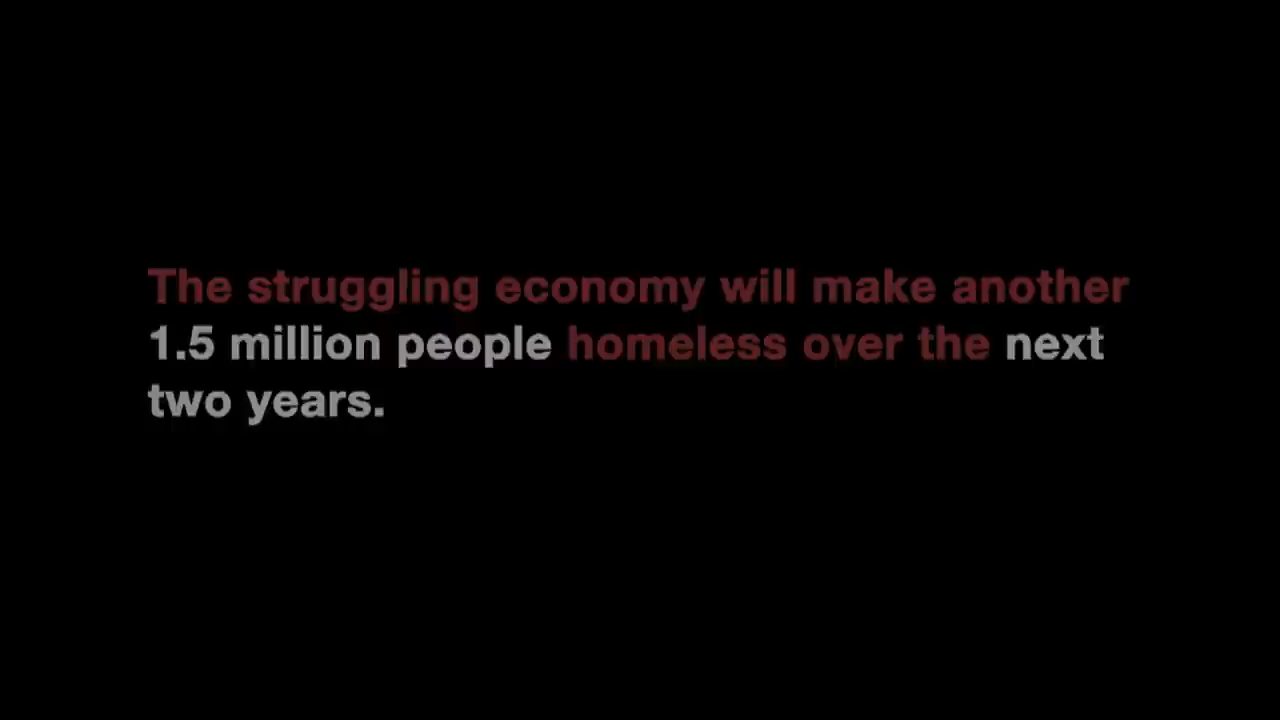 The struggling economy will make another
1.5 million people homeless over the next
two years.